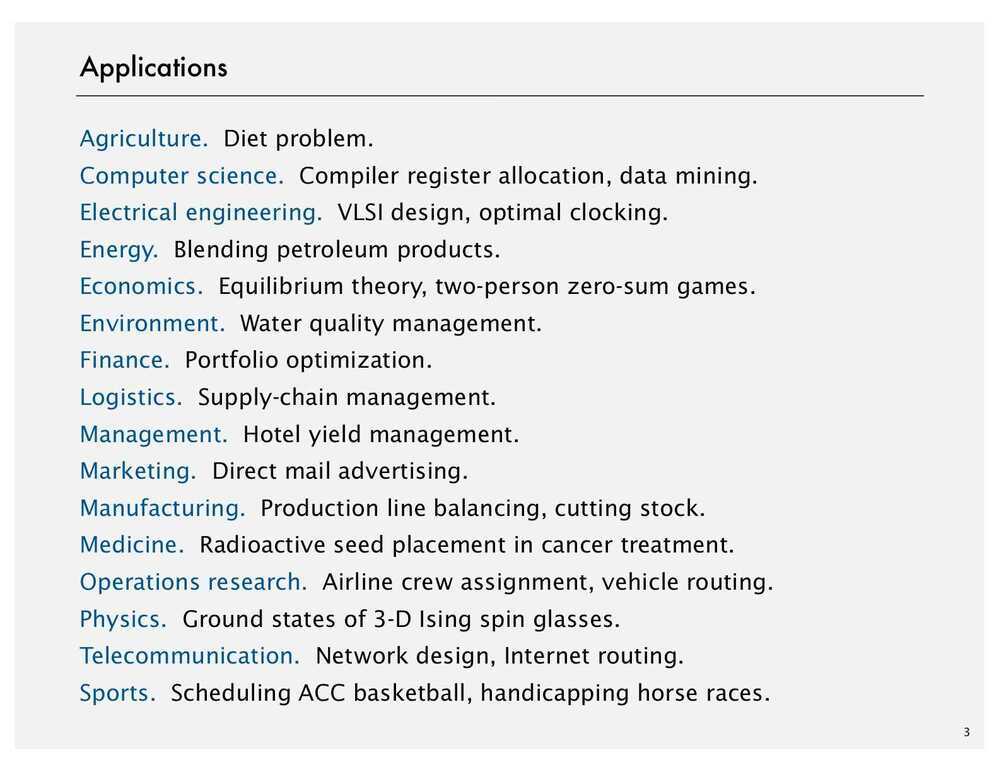 Applications
Agriculture. Diet problem.
Computer science. Compiler register allocation, data mining.
Electrical engineering. VLSI design, optimal clocking.
Energy. Blending petroleum products.
Economics. Equilibrium theory, two-person zero-sum games.
Environment. Water quality management.
Finance. Portfolio optimization.
Logistics. Supply-chain management.
Management. Hotel yield management.
Marketing. Direct mail advertising.
Manufacturing. Production line balancing, cutting stock.
Medicine. Radioactive seed placement in cancer treatment.
Operations research. Airline crew assignment, vehicle routing.
Physics. Ground states of 3-D Ising spin glasses.
Telecommunication. Network design, Internet routing.
Sports. Scheduling ACC basketball, handicapping horse races.
3